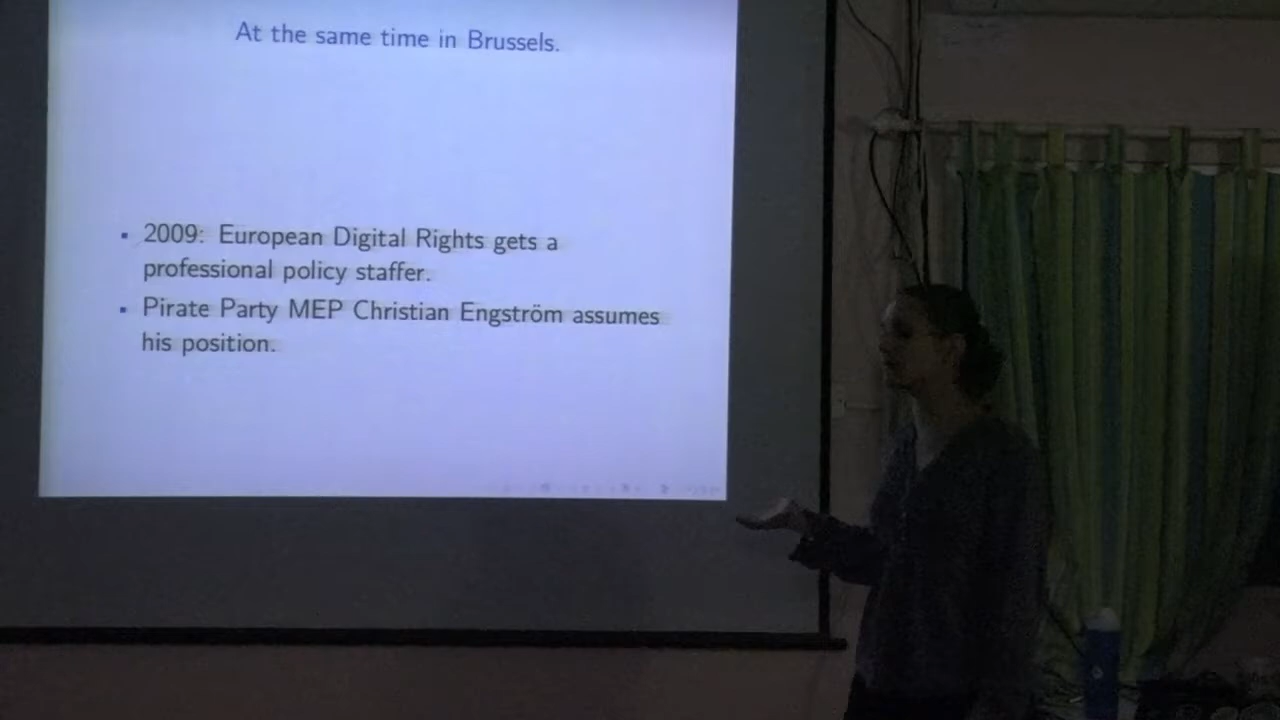 At the same time in Brussels.
2009: European Digital Rights gets a
professional policy staffer.
Pirate Party MEP Christian Engström assumes
his position.